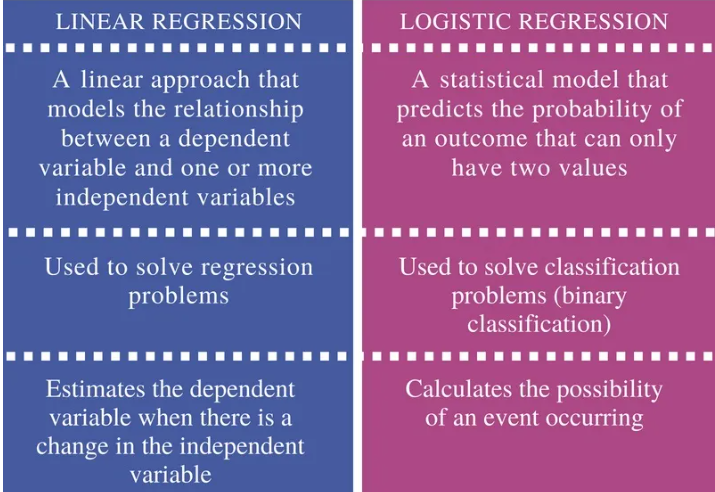 LINEAR REGRESSION
A linear approach that
models the relationship
between a dependent
variable and one or more
independent variables
Used to solve regression
problems
Estimates the dependent
variable when there is a
change in the independent
variable
LOGISTIC REGRESSION
A statistical model that
predicts the probability of
an outcome that can only
have two values
Used to solve classification
problems (binary
classification)
Calculates the possibility
of an event occurring